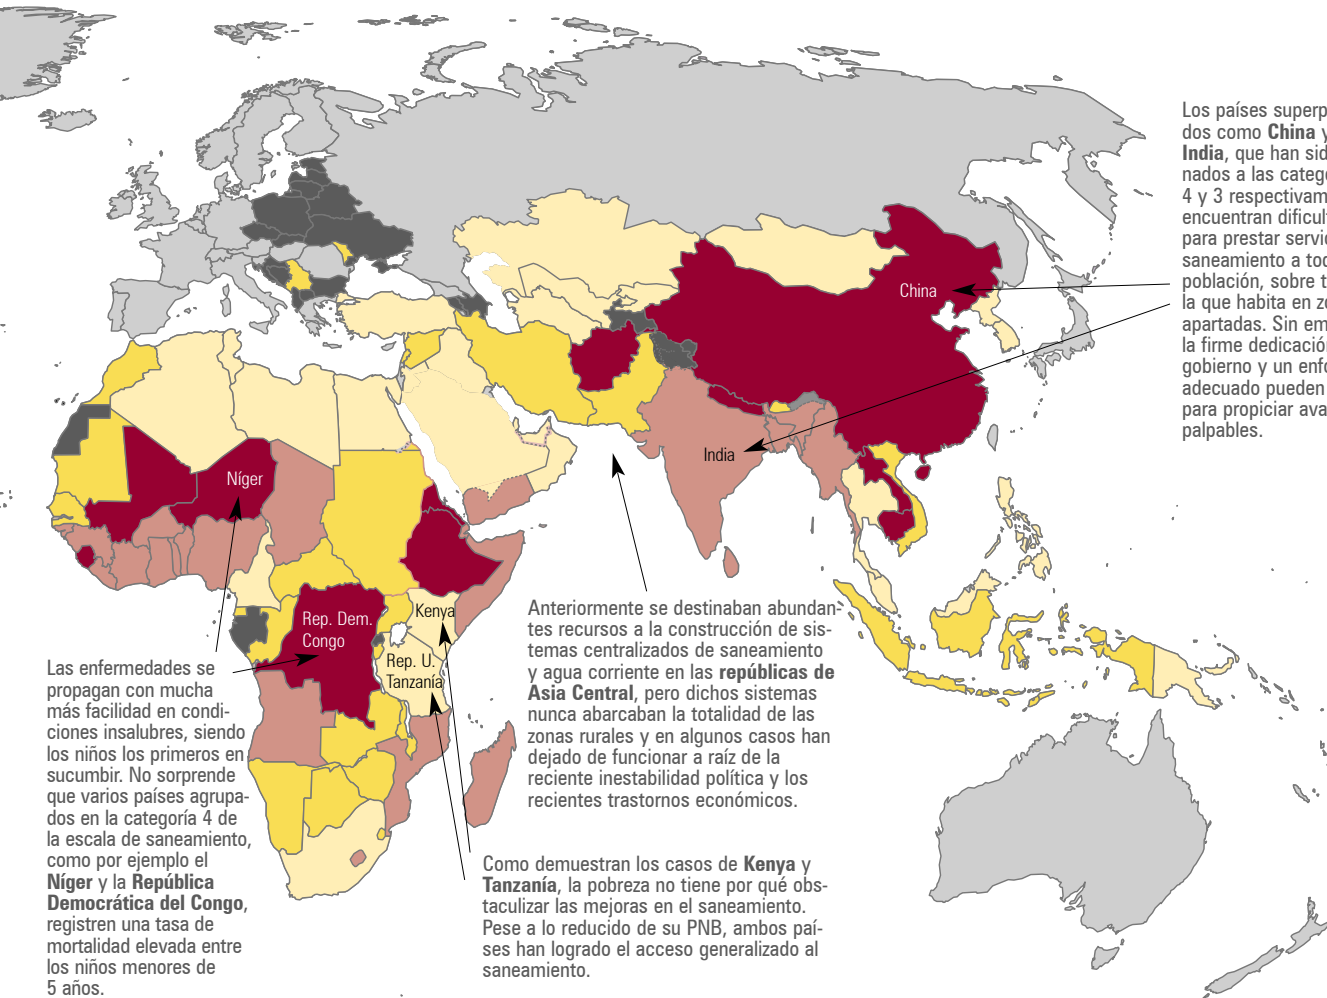 Los países superp
dos como China y
India, que han sid
nados a las catego
4 y 3 respectivam
encuentran dificult
para prestar servic
saneamiento a tod
población, sobre t
la que habita en zo
apartadas. Sin em
la firme dedicación
gobierno y un enfo
adecuado pueden
para propiciar ava
palpables.
China
India
Níger
Rep. Dem.
Congo
Kenya
Rep. U.
Tanzanía
Anteriormente se destinaban abundan-
tes recursos a la construcción de sis-
temas centralizados de saneamiento
y agua corriente en las repúblicas de
Asia Central, pero dichos sistemas
nunca abarcaban la totalidad de las
zonas rurales y en algunos casos han
dejado de funcionar a raíz de la
reciente inestabilidad política y los
recientes trastornos económicos.
Las enfermedades se
propagan con mucha
más facilidad en condi-
ciones insalubres, siendo
los niños los primeros en
sucumbir. No sorprende
que varios países agrupa-
dos en la categoría 4 de
la escala de saneamiento,
como por ejemplo el
Níger y la República
Democrática del Congo,
registren una tasa de
mortalidad elevada entre
los niños menores de
5 años.
Como demuestran los casos de Kenya y
Tanzanía, la pobreza no tiene por qué obs-
taculizar las mejoras en el saneamiento.
Pese a lo reducido de su PNB, ambos paí-
ses han logrado el acceso generalizado al
saneamiento.